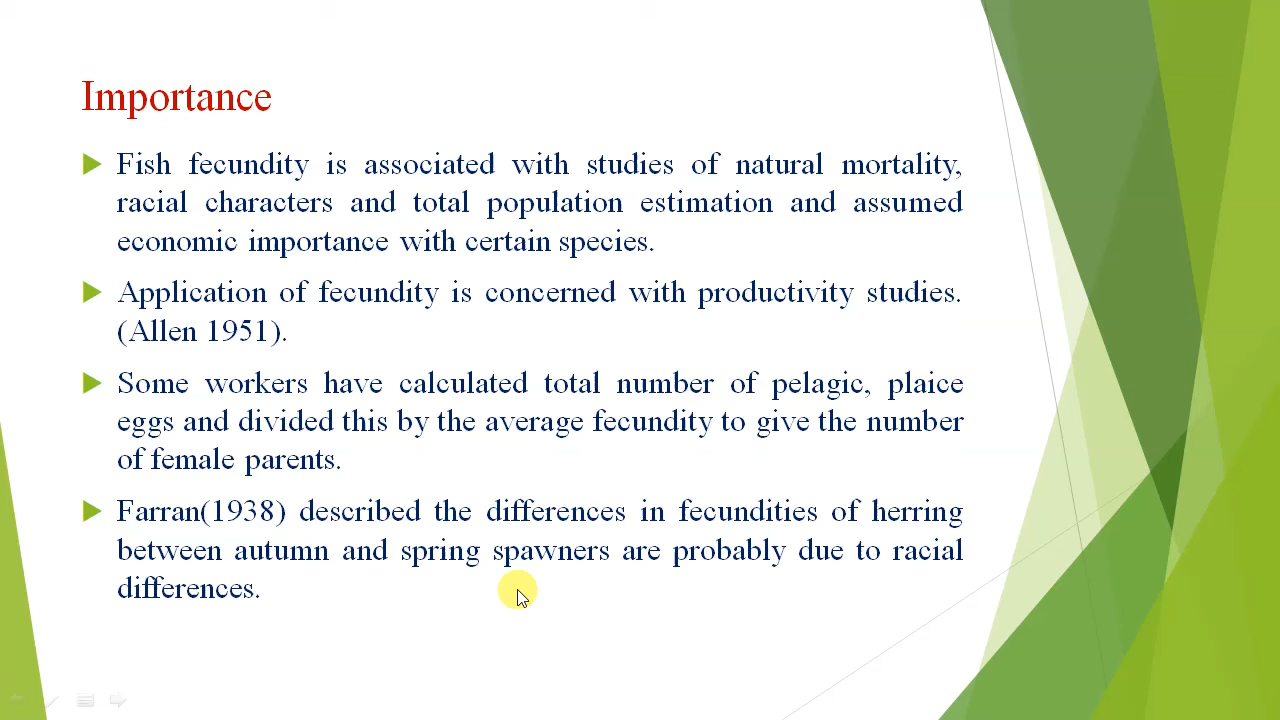 Importance
Fish fecundity is associated with studies of natural mortality,
racial characters and total population estimation and assumed
economic importance with certain species.
Application of fecundity is concerned with productivity studies.
(Allen 1951).
Some workers have calculated total number of pelagic, plaice
eggs and divided this by the average fecundity to give the number
of female parents.
Farran(1938) described the differences in fecundities of herring
between autumn and spring spawners are probably due to racial
differences.